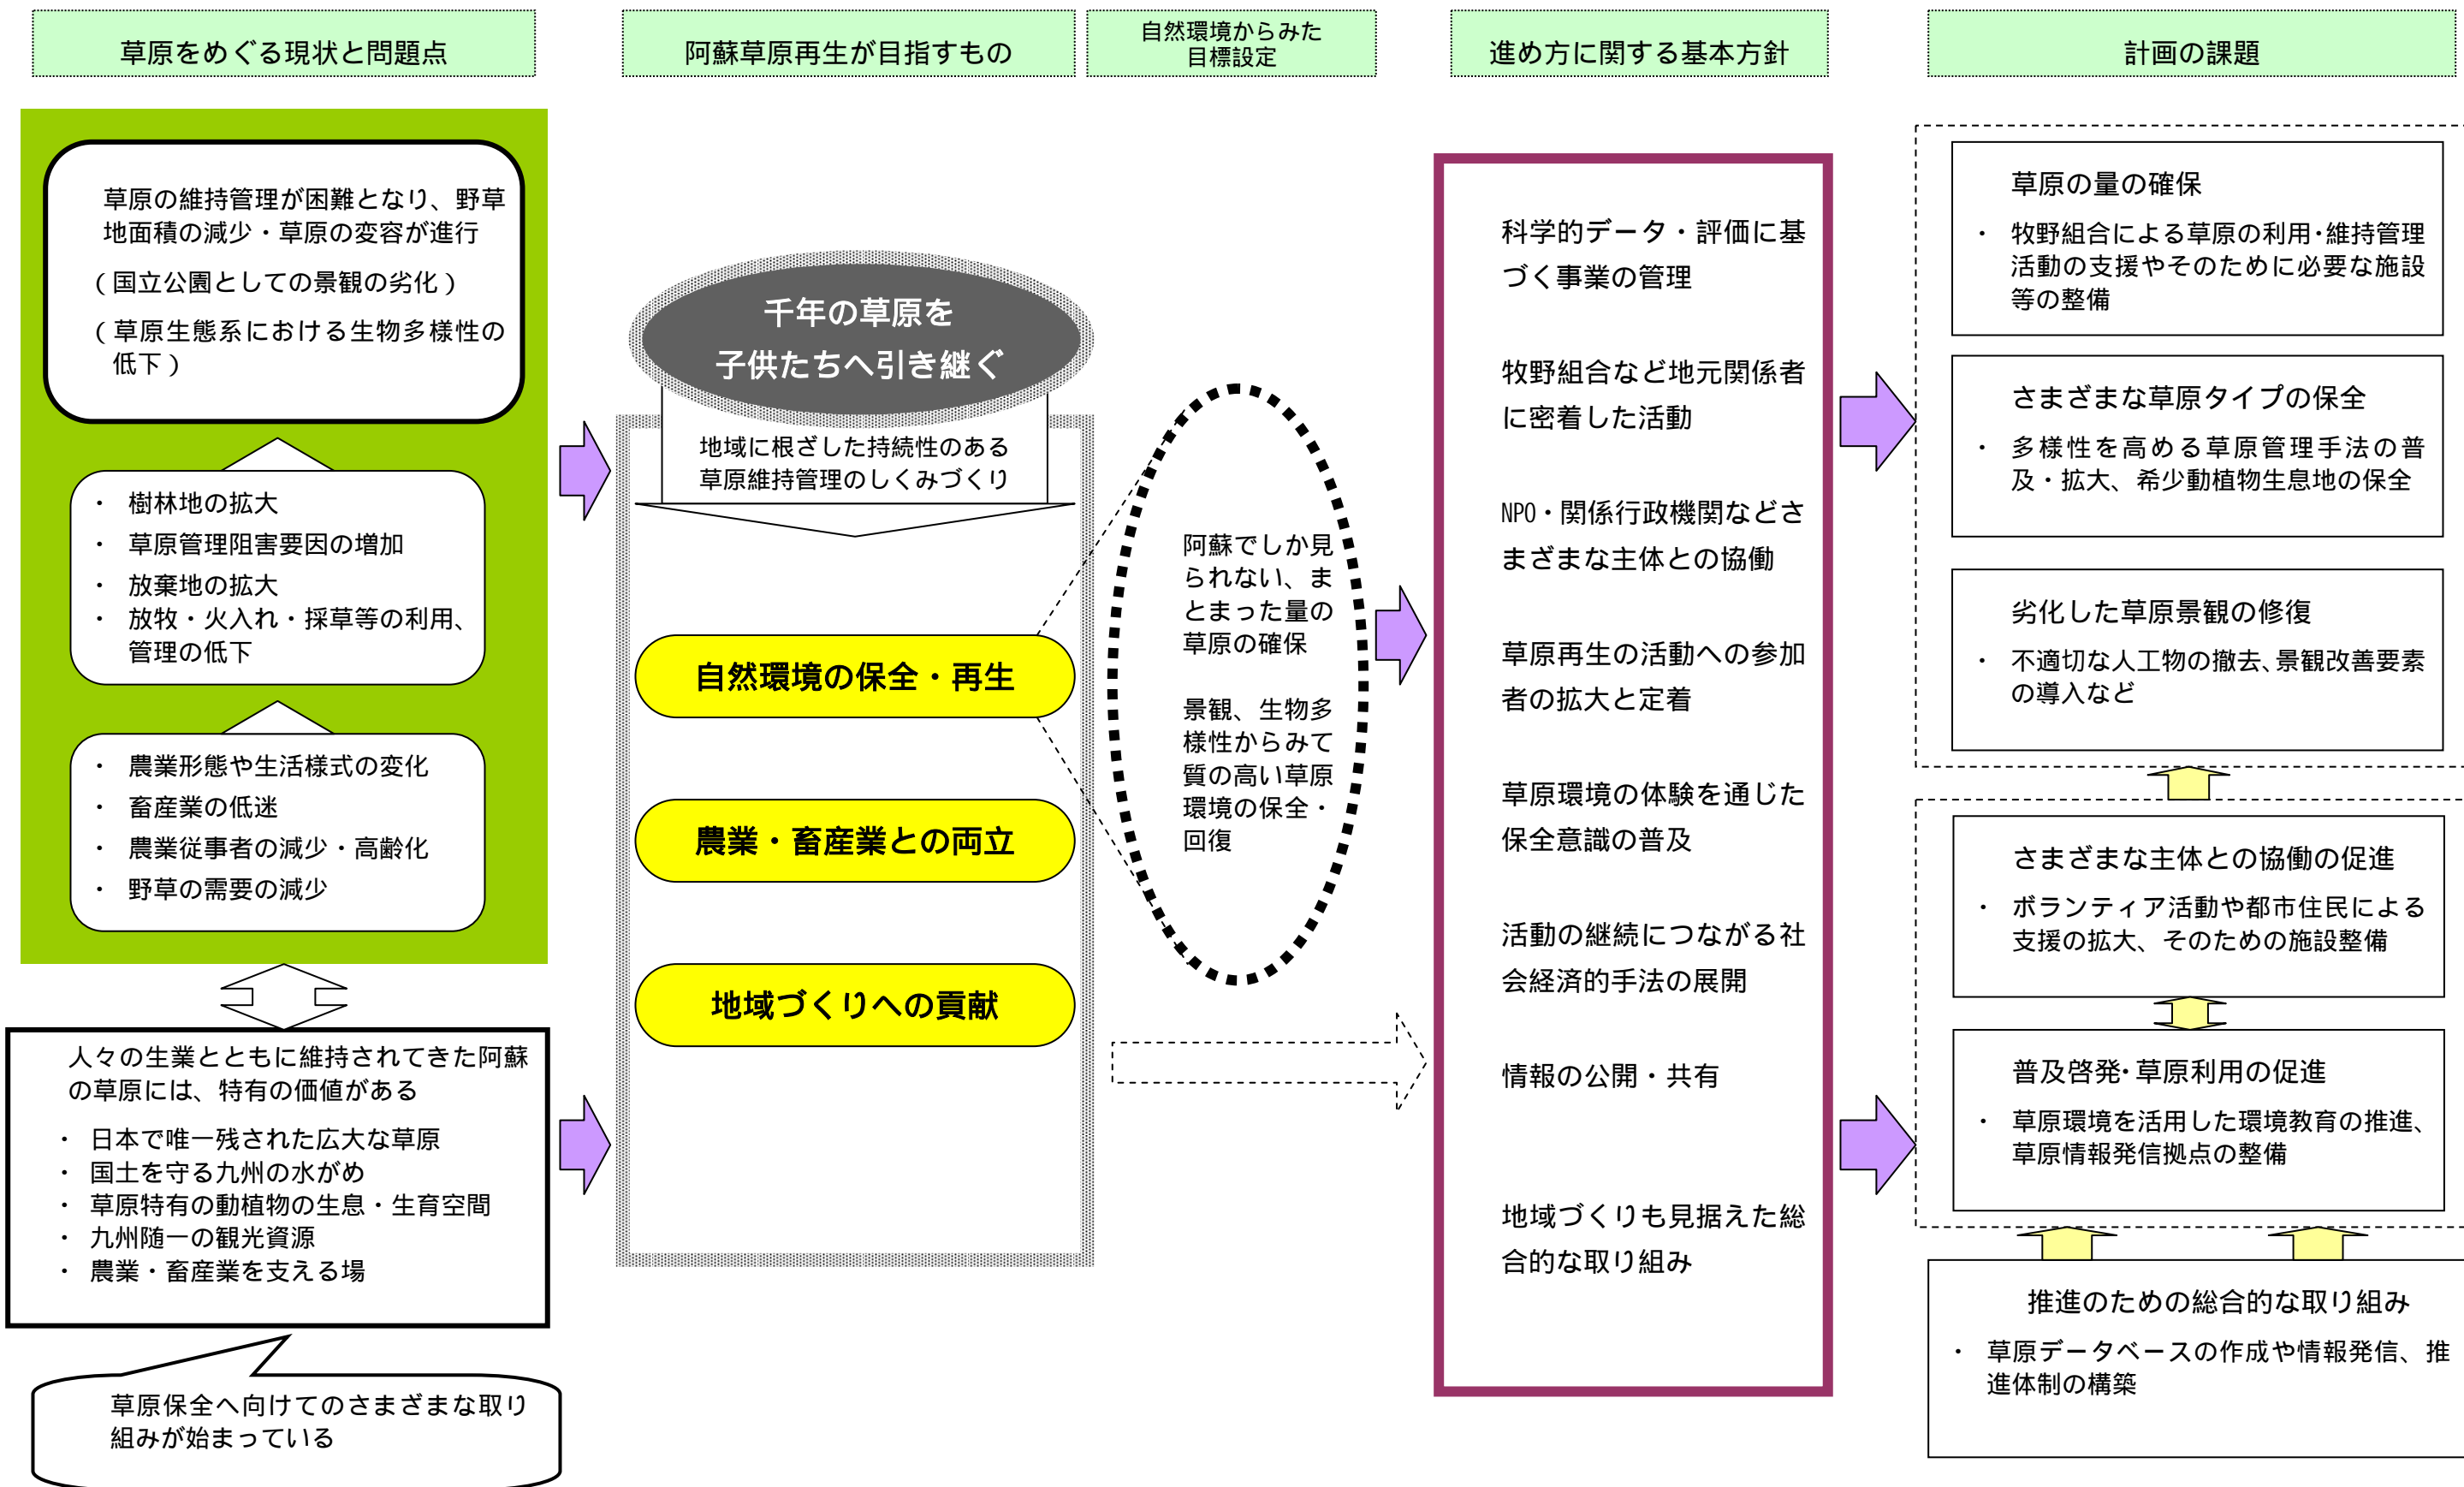 草原をめぐる現状と問題点
阿蘇草原再生が目指すもの
自然環境からみた
目標設定
進め方に関する基本方針
計画の課題
草原の維持管理が困難となり、野草
地面積の減少・草原の変容が進行
(国立公園としての景観の劣化)
(草原生態系における生物多様性の
低下)
・ 樹林地の拡大
・ 草原管理阻害要因の増加
・ 放棄地の拡大
・ 放牧・火入れ・採草等の利用、
管理の低下
・ 農業形態や生活様式の変化
・ 畜産業の低迷
・ 農業従事者の減少・高齢化
・ 野草の需要の減少
人々の生業とともに維持されてきた阿蘇
の草原には、特有の価値がある
・ 日本で唯一残された広大な草原
・ 国土を守る九州の水がめ
・ 草原特有の動植物の生息・生育空間
・ 九州随一の観光資源
・ 農業・畜産業を支える場
草原保全へ向けてのさまざまな取り
組みが始まっている
千年の草原を
子供たちへ引き継ぐ
地域に根ざした持続性のある
草原維持管理のしくみづくり
自然環境の保全・再生
農業・畜産業との両立
地域づくりへの貢献
阿蘇でしか見
られない、ま
とまった量の
草原の確保
景観、生物多
様性からみて
質の高い草原
環境の保全・
回復
科学的データ・評価に基
づく事業の管理
牧野組合など地元関係者
に密着した活動
NPO・関係行政機関などさ
まざまな主体との協働
草原再生の活動への参加
者の拡大と定着
草原環境の体験を通じた
保全意識の普及
活動の継続につながる社
会経済的手法の展開
情報の公開・共有
地域づくりも見据えた総
合的な取り組み
草原の量の確保
・ 牧野組合による草原の利用・維持管理
活動の支援やそのために必要な施設
等の整備
さまざまな草原タイプの保全
・ 多様性を高める草原管理手法の普
及・拡大、希少動植物生息地の保全
劣化した草原景観の修復
・ 不適切な人工物の撤去、景観改善要素
の導入など
さまざまな主体との協働の促進
・ ボランティア活動や都市住民による
支援の拡大、そのための施設整備
普及啓発・草原利用の促進
・ 草原環境を活用した環境教育の推進、
草原情報発信拠点の整備
推進のための総合的な取り組み
・ 草原データベースの作成や情報発信、推
進体制の構築